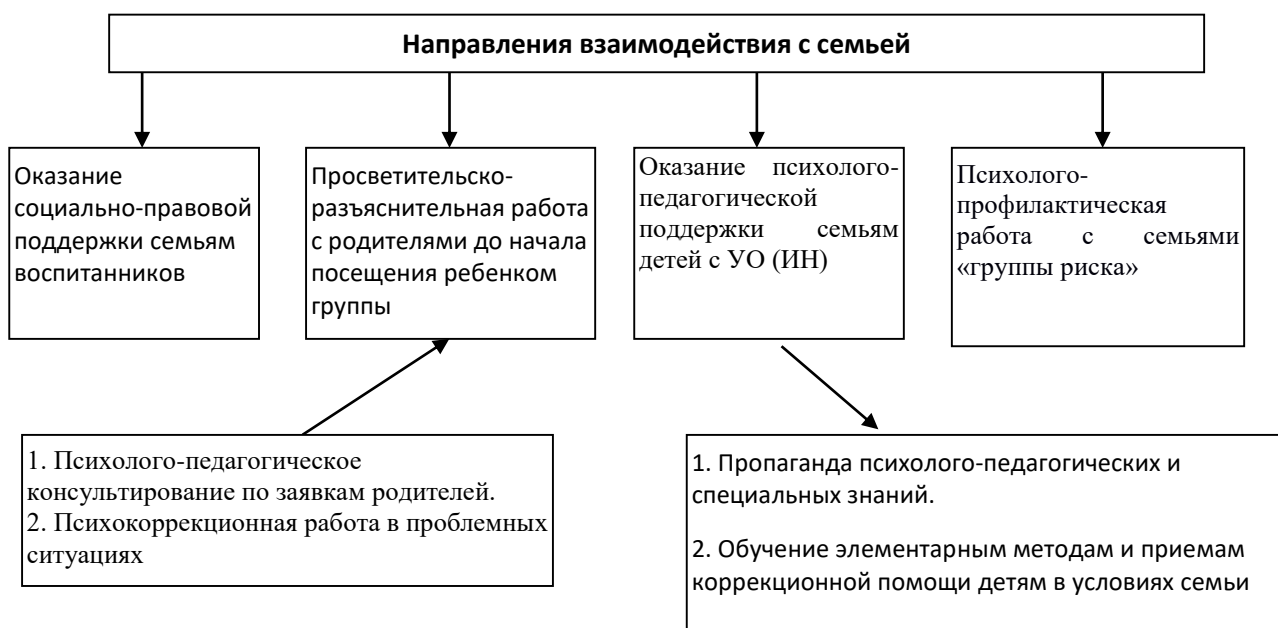 Направления взаимодействия с семьей
Оказание
социально-правовой
поддержки семьям
воспитанников
Просветительско-
разъяснительная работа
с родителями до начала
посещения ребенком
группы
Оказание психолого-
педагогической
поддержки семьям
детей с УО (ИН)
Психолого-
профилактическая
работа с семьями
«группы риска»
1. Психолого-педагогическое
консультирование по заявкам родителей.
2. Психокоррекционная работа в проблемных
ситуациях
1. Пропаганда психолого-педагогических и
специальных знаний.
2. Обучение элементарным методам и приемам
коррекционной помощи детям в условиях семьи